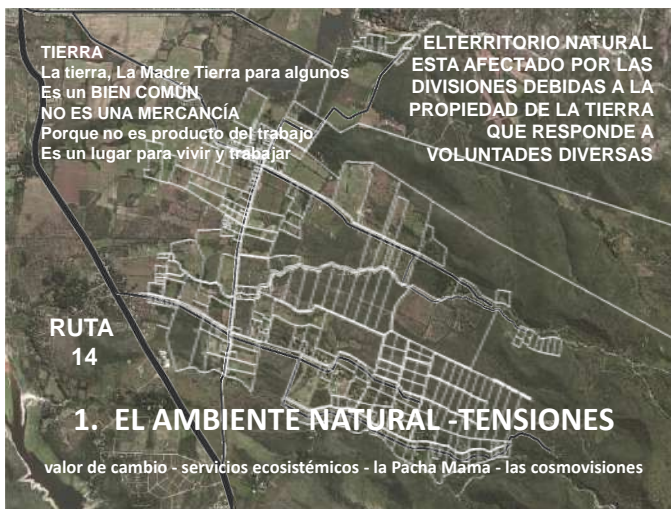 TIERRA
La tierra, La Madre Tierra para algunos
Es un BIEN COMÚN
NO ES UNA MERCANCÍA
Porque no es producto del trabajo
Es un lugar para vivir y trabajar
ELTERRITORIO NATURAL
ESTA AFECTADO POR LAS
DIVISIONES DEBIDAS A LA
PROPIEDAD DE LA TIERRA
QUE RESPONDE A
VOLUNTADES DIVERSAS
RUTA
14
1. EL AMBIENTE NATURAL -TENSIONES
valor de cambio - servicios ecosistémicos - la Pacha Mama - las cosmovisiones